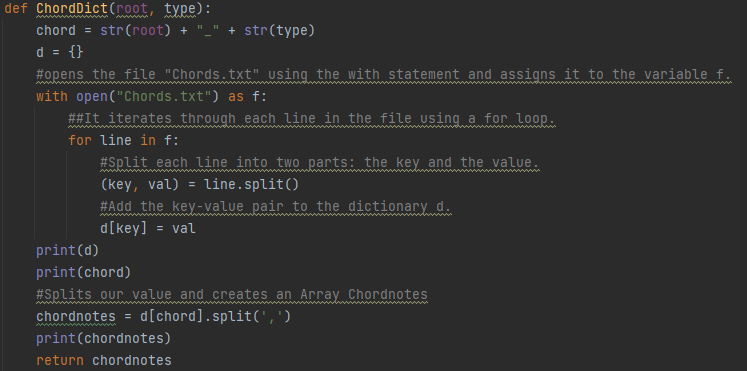 def ChordDict(root, type):
    chord = str(root) + "_" + str(type)
    d = {}
    #opens the file "Chords.txt" using the with statement and assigns it to the variable f.
    with open("Chords.txt") as f:
        ##It iterates through each line in the file using a for loop.
        for line in f:
            #Split each line into two parts: the key and the value.
            (key, val) = line.split()
            #Add the key-value pair to the dictionary d.
            d[key] = val
    print(d)
    print(chord)
    #Splits our value and creates an Array Chordnotes
    chordnotes = d[chord].split(',')
    print(chordnotes)
    return chordnotes